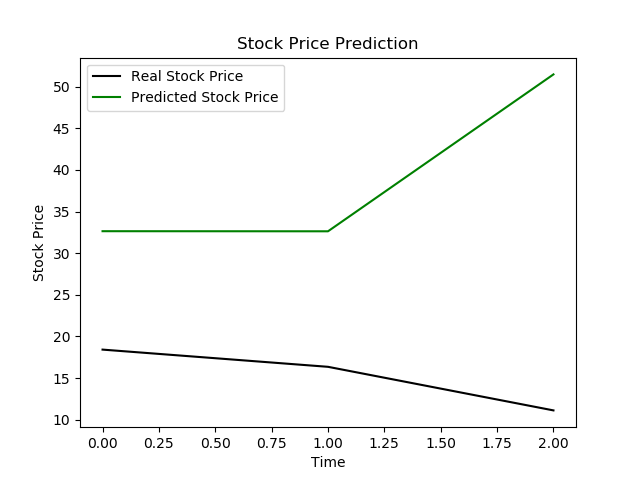 Stock Price Prediction
Real Stock Price
Predicted Stock Price
Stock Price
50
45
40
35
30
25
20
15
10
0.00 0.25 0.50 0.75 1.00 1.25 1.50 1.75 2.00
Time